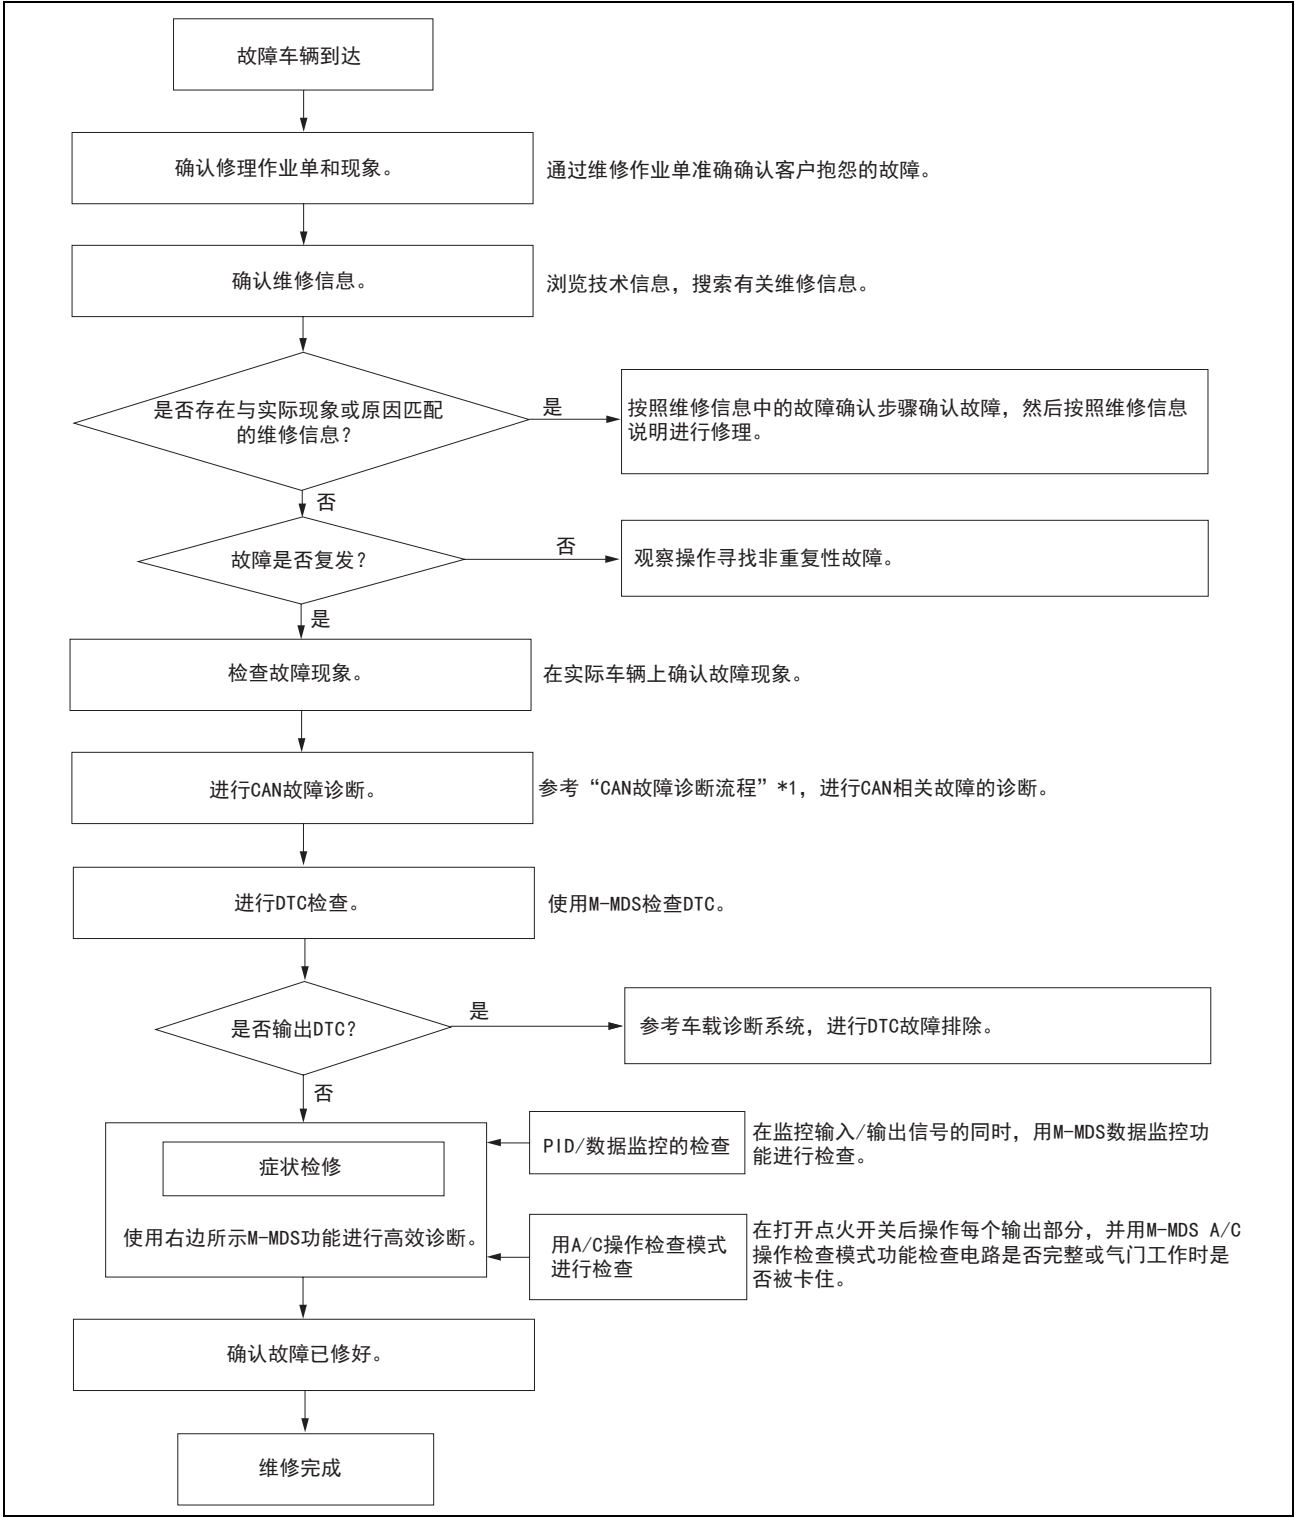 故障车辆到达
确认修理作业单和现象。
通过维修作业单准确确认客户抱怨的故障。
确认维修信息。
浏览技术信息，搜索有关维修信息。
是否存在与实际现象或原因匹配
的维修信息？
是
按照维修信息中的故障确认步骤确认故障，然后按照维修信息
说明进行修理。
否
故障是否复发？
否
观察操作寻找非重复性故障。
是
检查故障现象。
在实际车辆上确认故障现象。
进行CAN故障诊断。
参考“CAN故障诊断流程”*1，进行CAN相关故障的诊断。
进行DTC检查。
使用M-MDS检查DTC。
是否输出DTC？
是
参考车载诊断系统，进行DTC故障排除。
否
症状检修
使用右边所示M-MDS功能进行高效诊断。
PID/数据监控的检查
在监控输入/输出信号的同时，用M-MDS数据监控功
能进行检查。
用A/C操作检查模式
进行检查
在打开点火开关后操作每个输出部分，并用M-MDS A/C
操作检查模式功能检查电路是否完整或气门工作时是
否被卡住。
确认故障已修好。
维修完成